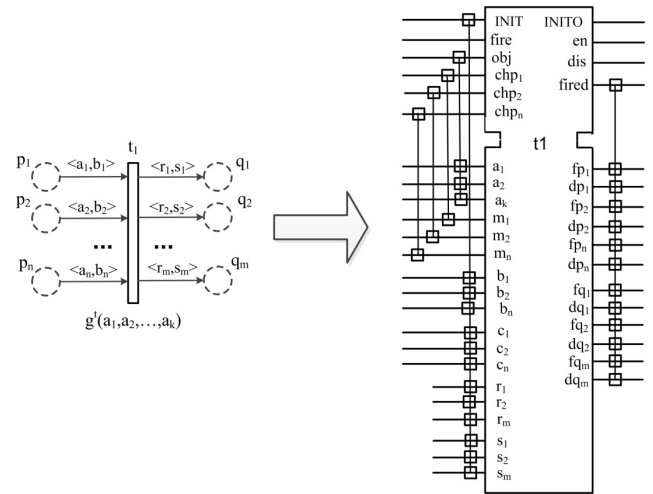 t₁
p₁ <a₁,b₁> <r₁,s₁> q₁
p₂ <a₂,b₂> <r₂,s₂> q₂
... ...
pₙ <aₙ,bₙ> <rₘ,sₘ> qₘ
gᵗ(a₁,a₂,...,aₖ)
INIT INITO
fire en
obj dis
chp₁ fired
chp₂
chpₙ
t1
a₁ fp₁
a₂ dp₁
aₖ fp₂
m₁ dp₂
m₂ fpₙ
mₙ dpₙ
b₁ fq₁
b₂ dq₁
bₙ fq₂
c₁ dq₂
c₂ fqₘ
cₙ dqₘ
r₁
r₂
rₘ
s₁
s₂
sₘ